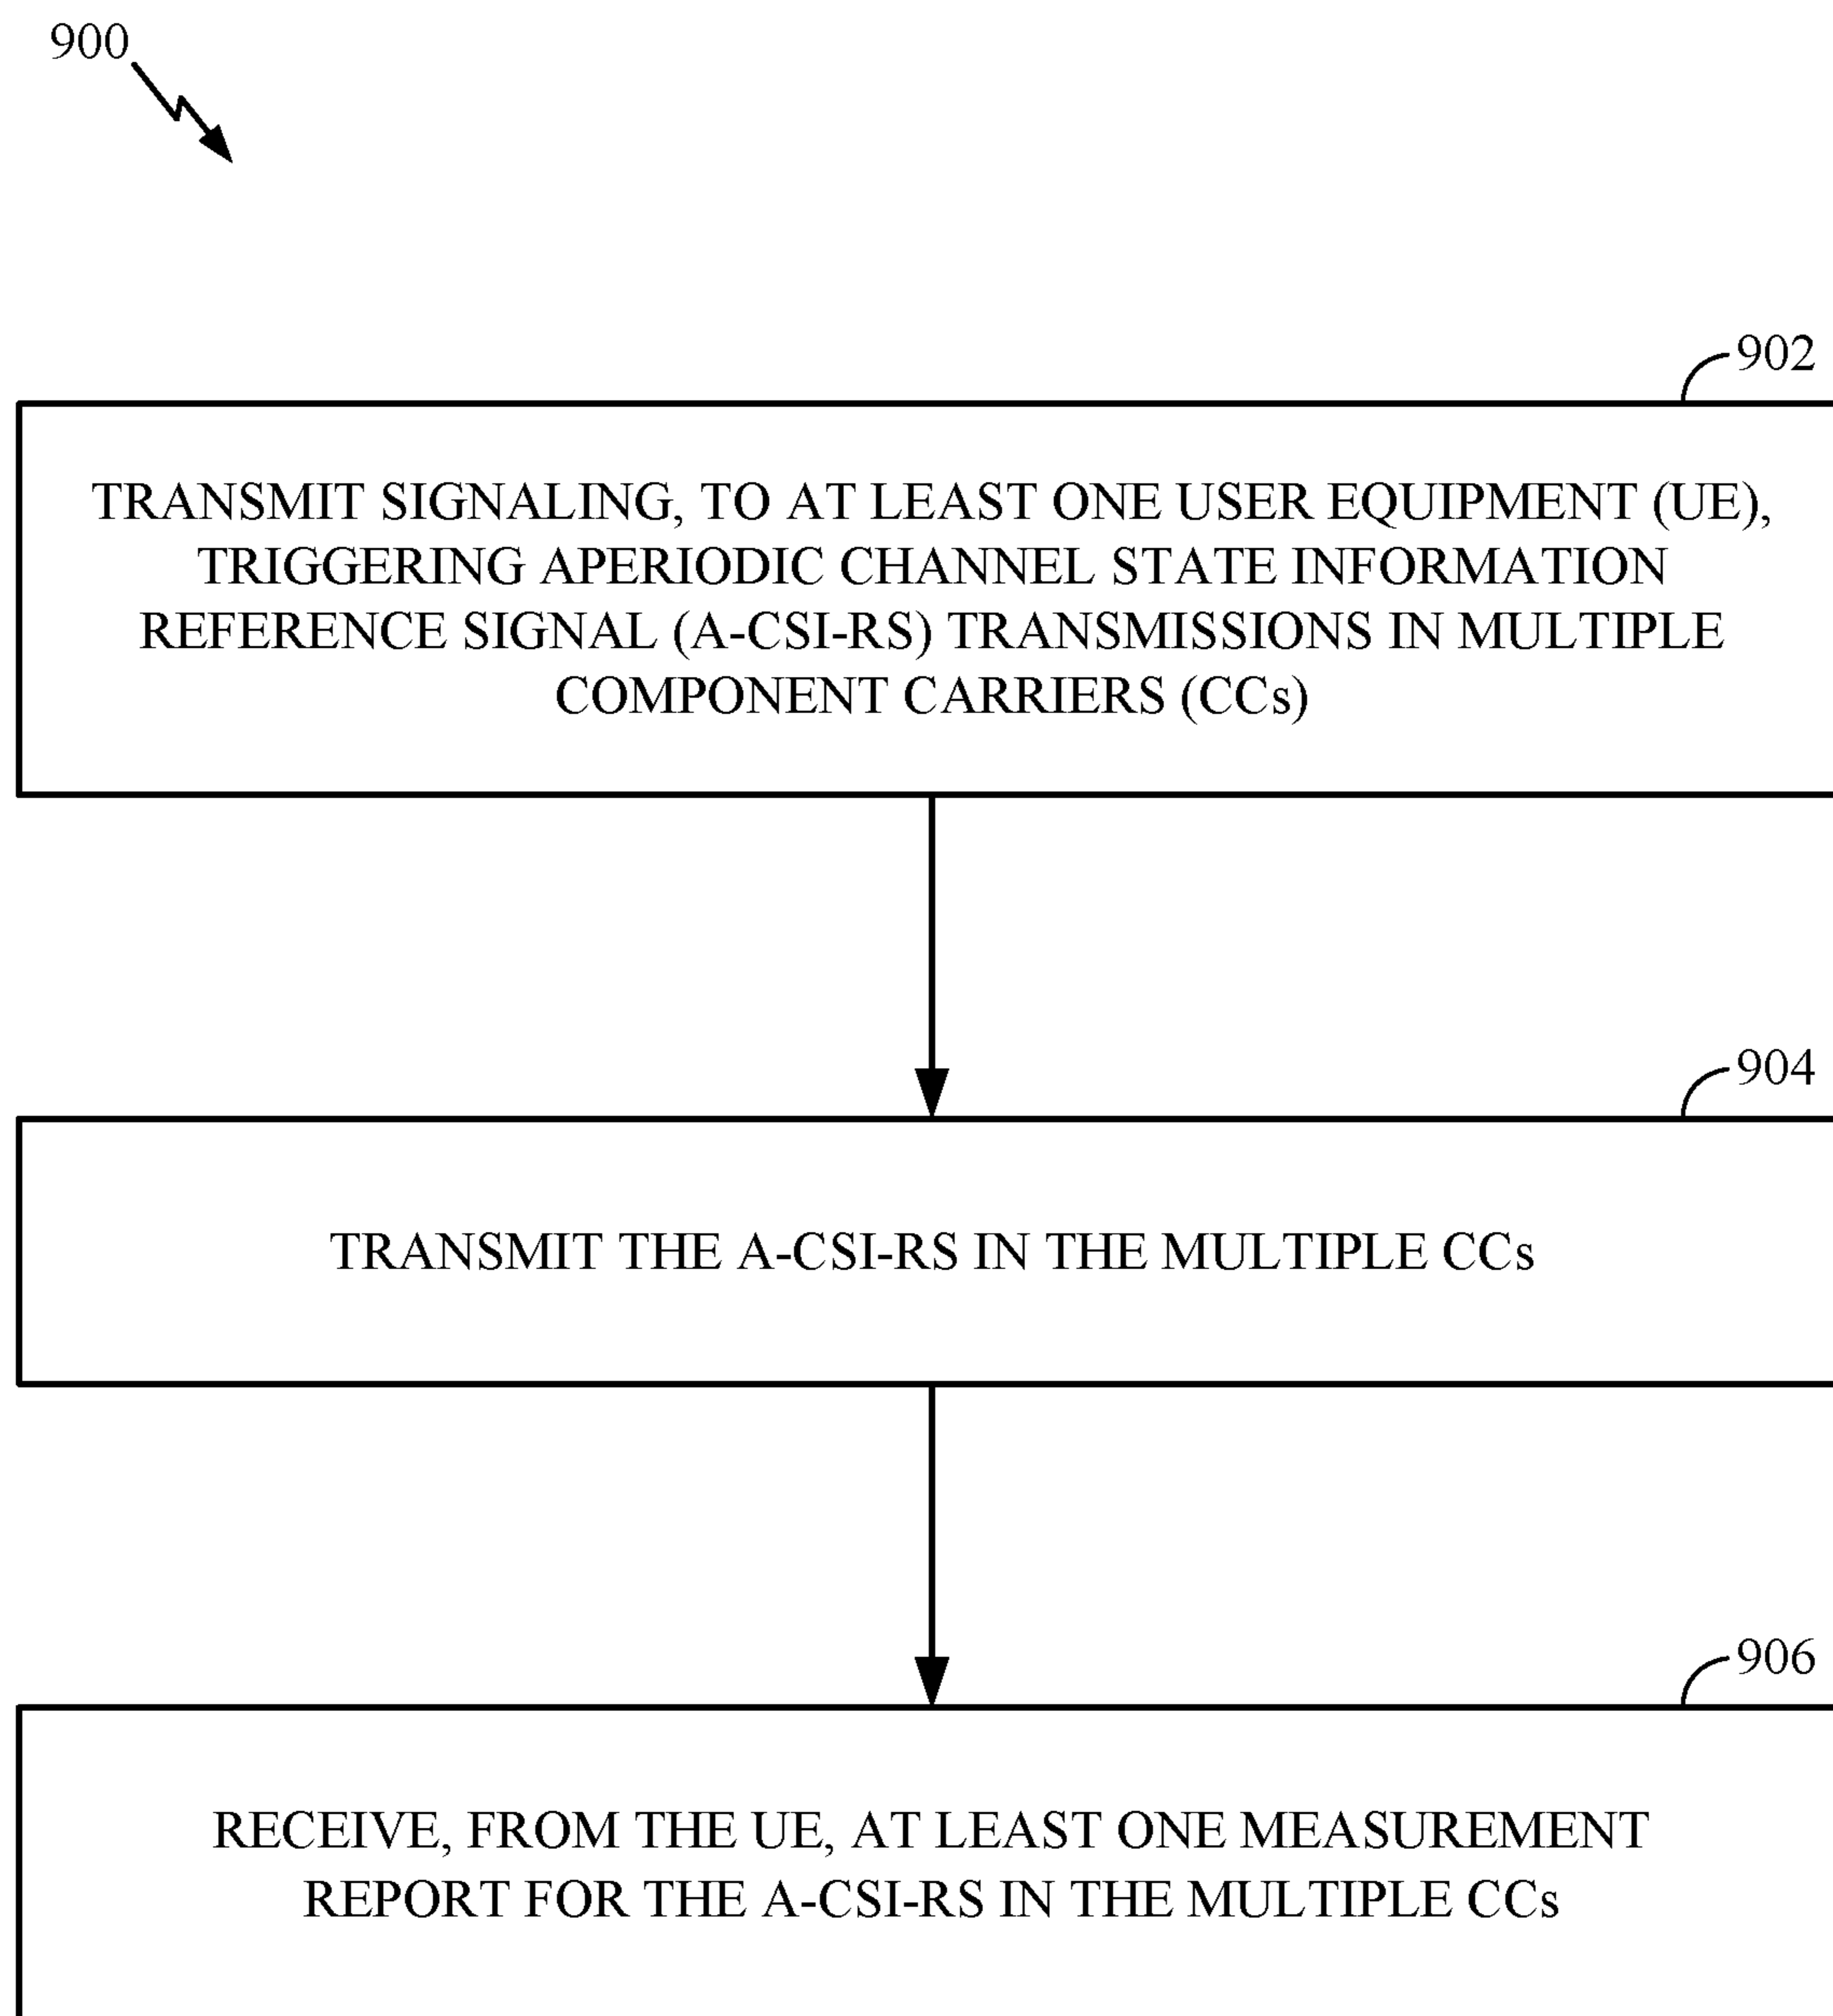 900
902
TRANSMIT SIGNALING, TO AT LEAST ONE USER EQUIPMENT (UE),
TRIGGERING APERIODIC CHANNEL STATE INFORMATION
REFERENCE SIGNAL (A-CSI-RS) TRANSMISSIONS IN MULTIPLE
COMPONENT CARRIERS (CCs)
904
TRANSMIT THE A-CSI-RS IN THE MULTIPLE CCs
906
RECEIVE, FROM THE UE, AT LEAST ONE MEASUREMENT
REPORT FOR THE A-CSI-RS IN THE MULTIPLE CCs